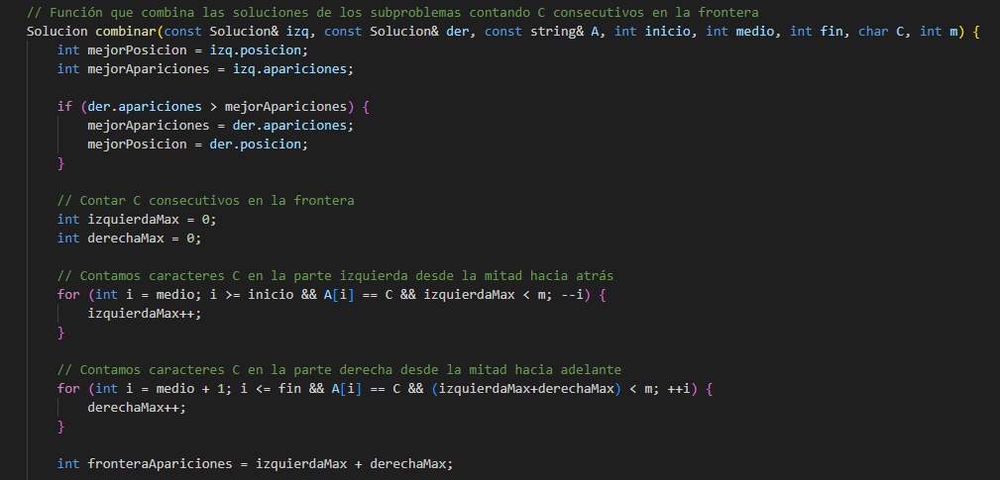 // Función que combina las soluciones de los subproblemas contando C consecutivos en la frontera
Solucion combinar(const Solucion& izq, const Solucion& der, const string& A, int inicio, int medio, int fin, char C, int m) {
    int mejorPosicion = izq.posicion;
    int mejorApariciones = izq.apariciones;

    if (der.apariciones > mejorApariciones) {
        mejorApariciones = der.apariciones;
        mejorPosicion = der.posicion;
    }

    // Contar C consecutivos en la frontera
    int izquierdaMax = 0;
    int derechaMax = 0;

    // Contamos caracteres C en la parte izquierda desde la mitad hacia atrás
    for (int i = medio; i >= inicio && A[i] == C && izquierdaMax < m; --i) {
        izquierdaMax++;
    }

    // Contamos caracteres C en la parte derecha desde la mitad hacia adelante
    for (int i = medio + 1; i <= fin && A[i] == C && (izquierdaMax+derechaMax) < m; ++i) {
        derechaMax++;
    }

    int fronteraApariciones = izquierdaMax + derechaMax;